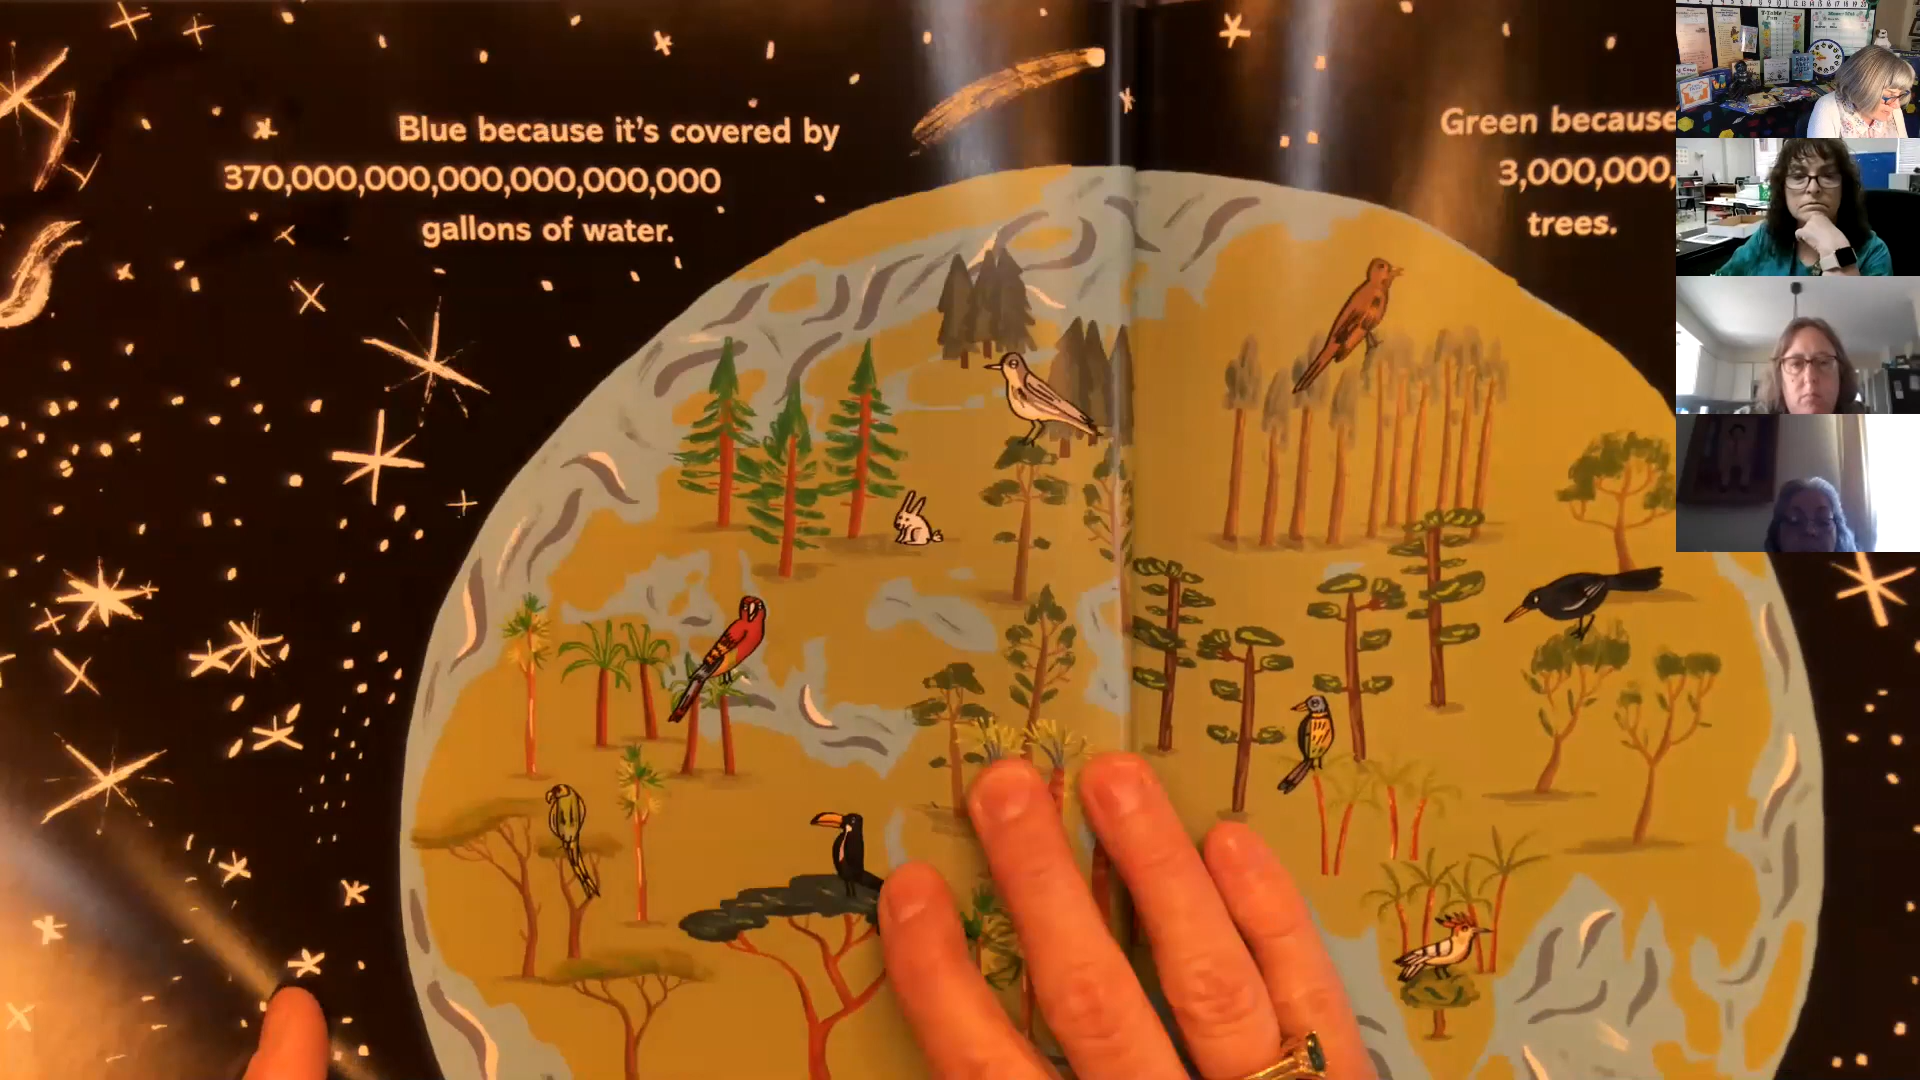 Blue because it's covered by
370,000,000,000,000,000,000
gallons of water.
Green because
3,000,000,
trees.